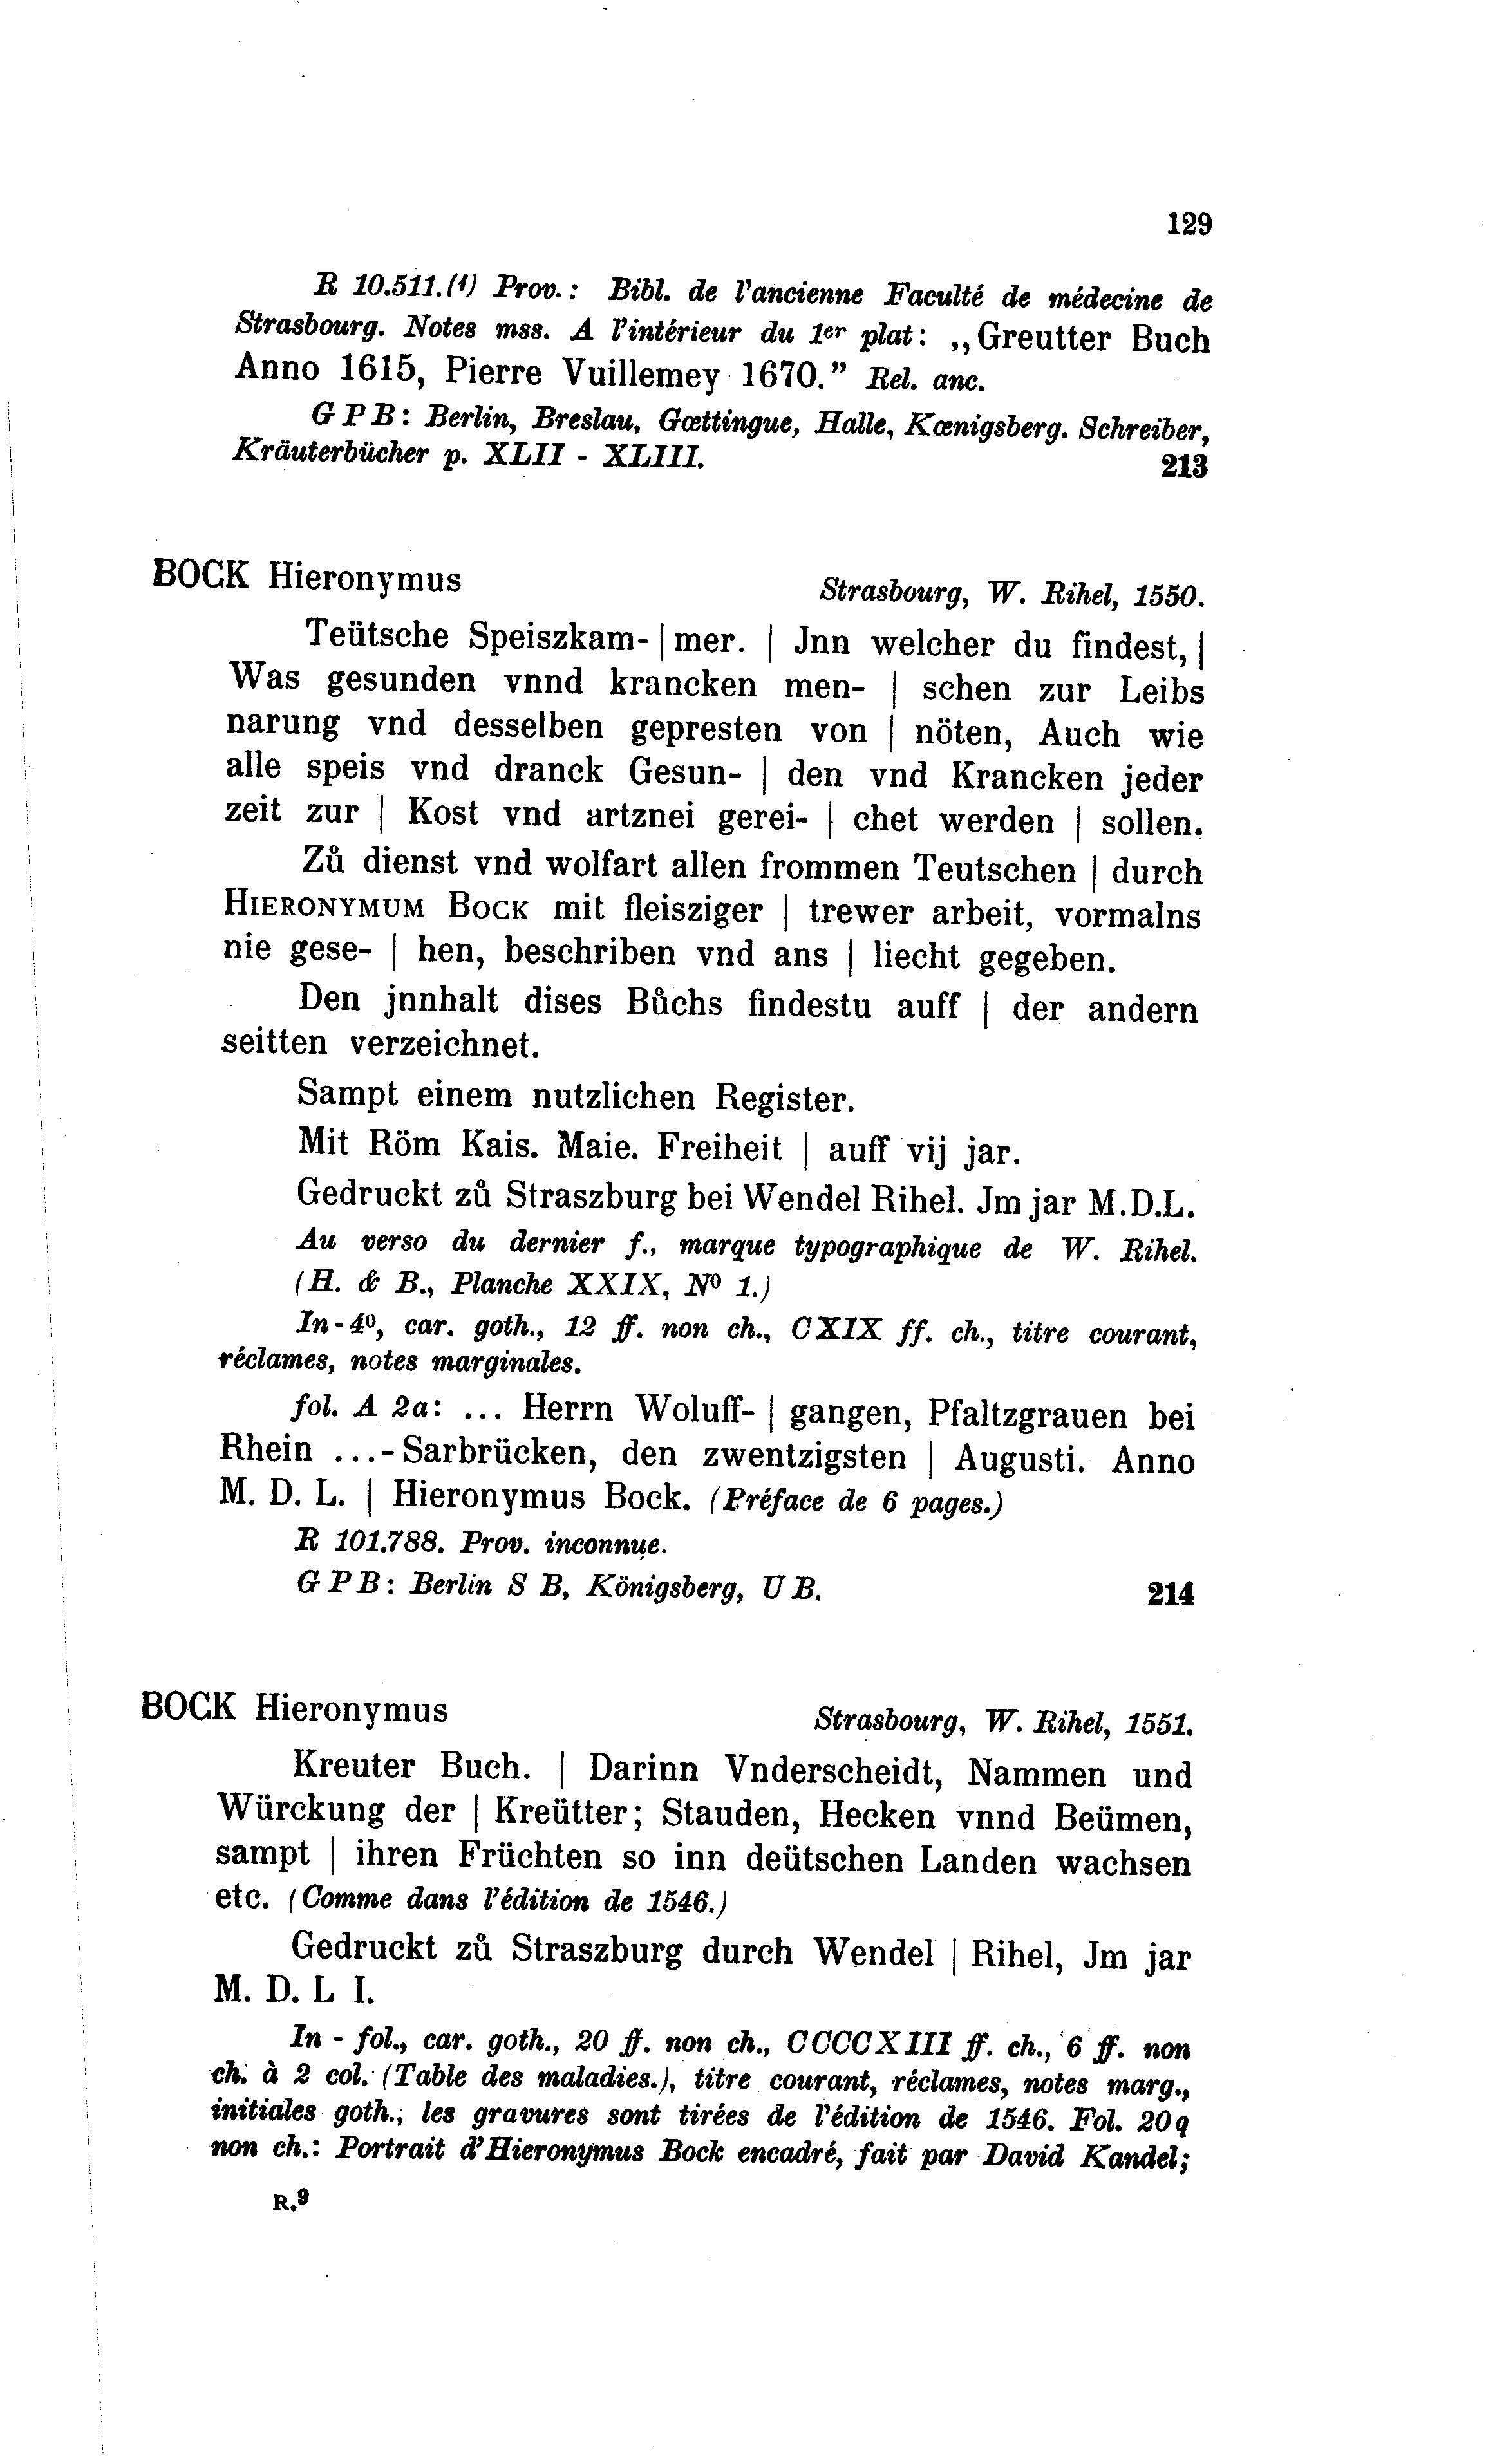 129
R 10.511.(1) Prov.: Bibl. de l'ancienne Faculté de médecine de
Strasbourg. Notes mss. A l'intérieur du 1er plat: ,,Greutter Buch
Anno 1615, Pierre Vuillemey 1670.” Rel. anc.
G P B: Berlin, Breslau, Gœttingue, Halle, Kœnigsberg. Schreiber,
Kräuterbücher p. XLII - XLIII.
213
BOCK Hieronymus
Strasbourg, W. Rihel, 1550.
Teütsche Speiszkam- | mer. | Jnn welcher du findest, |
Was gesunden vnnd krancken men- | schen zur Leibs
narung vnd desselben gepresten von | nöten, Auch wie
alle speis vnd dranck Gesun- | den vnd Krancken jeder
zeit zur | Kost vnd artznei gerei- | chet werden | sollen.
Zů dienst vnd wolfart allen frommen Teutschen | durch
HIERONYMUM BOCK mit fleisziger | trewer arbeit, vormalns
nie gese- | hen, beschriben vnd ans | liecht gegeben.
Den jnnhalt dises Bůchs findestu auff | der andern
seitten verzeichnet.
Sampt einem nutzlichen Register.
Mit Röm Kais. Maie. Freiheit | auff vij jar.
Gedruckt zů Straszburg bei Wendel Rihel. Jm jar M.D.L.
Au verso du dernier f., marque typographique de W. Rihel.
(H. & B., Planche XXIX, Nº 1.)
In-4º, car. goth., 12 ff. non ch., CXIX ff. ch., titre courant,
réclames, notes marginales.
fol. A 2a: ... Herrn Woluff- | gangen, Pfaltzgrauen bei
Rhein ...- Sarbrücken, den zwentzigsten | Augusti. Anno
M. D. L. | Hieronymus Bock. (Préface de 6 pages.)
R 101.788. Prov. inconnue.
G P B: Berlin S B, Königsberg, U B.
214
BOCK Hieronymus
Strasbourg, W. Rihel, 1551.
Kreuter Buch. | Darinn Vnderscheidt, Nammen und
Würckung der | Kreütter; Stauden, Hecken vnnd Beümen,
sampt | ihren Früchten so inn deütschen Landen wachsen
etc. (Comme dans l'édition de 1546.)
Gedruckt zů Straszburg durch Wendel | Rihel, Jm jar
M. D. L I.
In - fol., car. goth., 20 ff. non ch., CCCCXIII ff. ch., 6 ff. non
ch. à 2 col. (Table des maladies.), titre courant, réclames, notes marg.,
initiales goth., les gravures sont tirées de l'édition de 1546. Fol. 20q
non ch.: Portrait d'Hieronymus Bock encadré, fait par David Kandel;
R.9